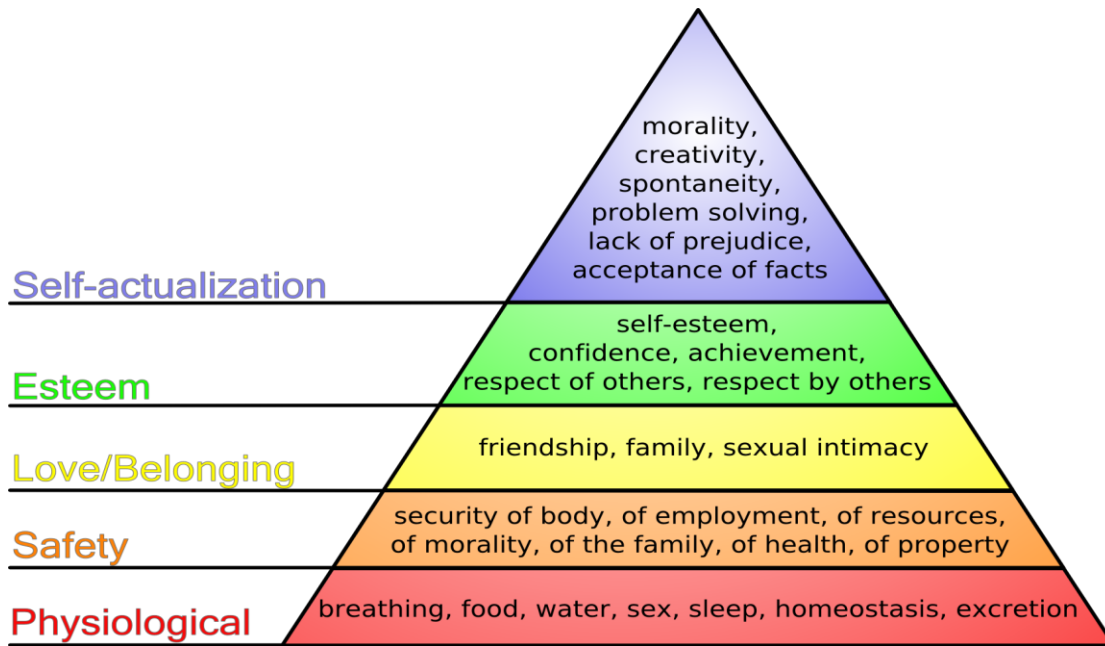 morality,
creativity,
spontaneity,
problem solving,
lack of prejudice,
acceptance of facts
Self-actualization
self-esteem,
confidence, achievement,
respect of others, respect by others
Esteem
friendship, family, sexual intimacy
Love/Belonging
security of body, of employment, of resources,
of morality, of the family, of health, of property
Safety
breathing, food, water, sex, sleep, homeostasis, excretion
Physiological